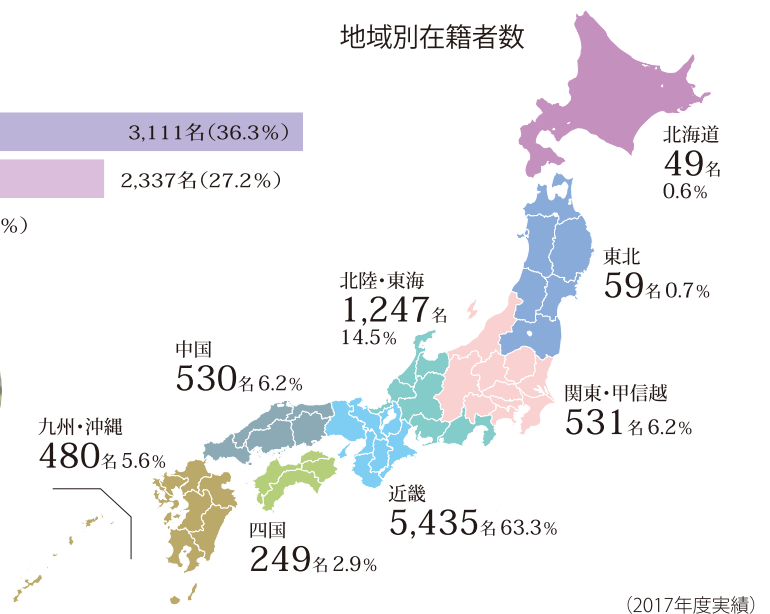 地域別在籍者数
3,111名（36.3%）
2,337名（27.2%）
%）
北海道
49名
0.6%
東北
59名 0.7%
北陸・東海
1,247名
14.5%
中国
530名 6.2%
関東・甲信越
531名 6.2%
九州・沖縄
480名 5.6%
近畿
5,435名 63.3%
四国
249名 2.9%
（2017年度実績）